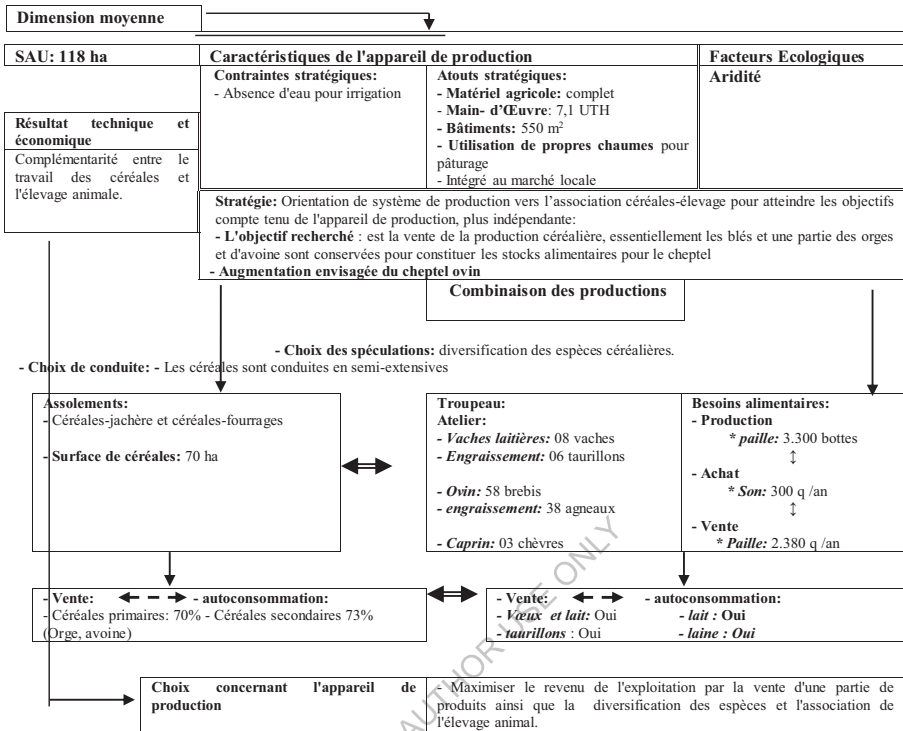 Dimension moyenne
SAU: 118 ha
Caractéristiques de l'appareil de production
Facteurs Ecologiques
Contraintes stratégiques:
- Absence d'eau pour irrigation
Atouts stratégiques:
- Matériel agricole: complet
- Main- d'Œuvre: 7,1 UTH
- Bâtiments: 550 m²
- Utilisation de propres chaumes pour
pâturage
- Intégré au marché locale
Aridité
Résultat technique et
économique
Complémentarité entre le
travail des céréales et
l'élevage animale.
Stratégie: Orientation de système de production vers l'association céréales-élevage pour atteindre les objectifs
compte tenu de l'appareil de production, plus indépendante:
- L'objectif recherché : est la vente de la production céréalière, essentiellement les blés et une partie des orges
et d'avoine sont conservées pour constituer les stocks alimentaires pour le cheptel
- Augmentation envisagée du cheptel ovin
Combinaison des productions
- Choix des spéculations: diversification des espèces céréalières.
- Choix de conduite: - Les céréales sont conduites en semi-extensives
Assolements:
- Céréales-jachère et céréales-fourrages
- Surface de céréales: 70 ha
Troupeau:
Atelier:
- Vaches laitières: 08 vaches
- Engraissement: 06 taurillons
- Ovin: 58 brebis
- engraissement: 38 agneaux
- Caprin: 03 chèvres
Besoins alimentaires:
- Production
* paille: 3.300 bottes
↕
- Achat
* Son: 300 q /an
↕
- Vente
* Paille: 2.380 q /an
- Vente: - autoconsommation:
- Céréales primaires: 70% - Céréales secondaires 73%
(Orge, avoine)
- Vente: - autoconsommation:
- Vœux et lait: Oui - lait : Oui
- taurillons : Oui - laine : Oui
Choix concernant l'appareil de
production
- Maximiser le revenu de l'exploitation par la vente d'une partie de
produits ainsi que la diversification des espèces et l'association de
l'élevage animal.
AUTHOR USE ONLY